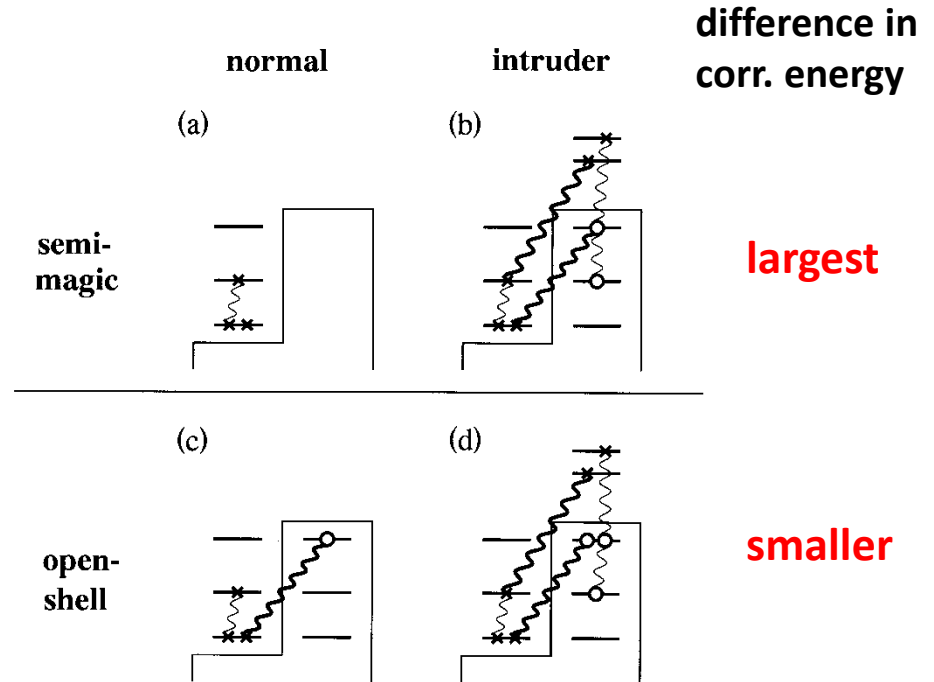 normal
intruder
difference in
corr. energy
(a)
(b)
semi-
magic
largest
(c)
(d)
open-
shell
smaller